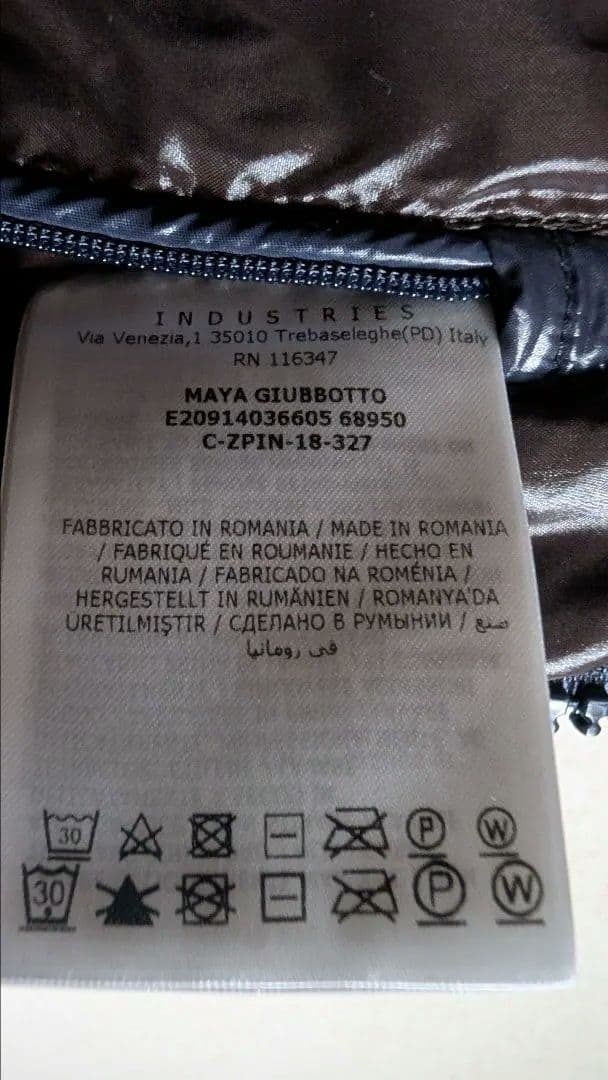 INDUSTRIES
Via Venezia,1 35010 Trebaseleghe(PD) Italy
RN 116347
MAYA GIUBBOTTO
E20914036605 68950
C-ZPIN-18-327
FABBRICATO IN ROMANIA / MADE IN ROMANIA
/ FABRIQUÉ EN ROUMANIE / HECHO EN
RUMANIA / FABRICADO NA ROMÉNIA /
HERGESTELLT IN RUMÄNIEN / ROMANYA'DA
ÜRETILMIŞTIR / СДЕЛАНО В РУМЫНИИ / صنع
في رومانيا
30 P W
30 P W